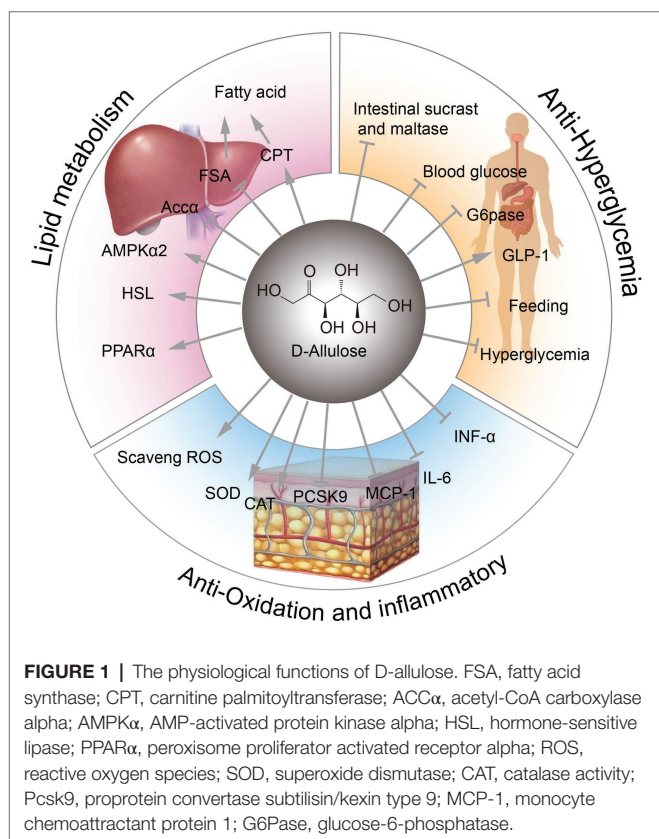 Lipid metabolism
Anti-Hyperglycemia
Anti-Oxidation and inflammatory
Fatty acid
CPT
FSA
Accα
AMPKα2
HSL
PPARα
Intestinal sucrast
and maltase
Blood glucose
G6pase
GLP-1
Feeding
Hyperglycemia
HO
O
OH
OH
OH
OH
D-Allulose
Scaveng ROS
SOD
CAT
PCSK9
MCP-1
IL-6
INF-α
FIGURE 1 | The physiological functions of D-allulose. FSA, fatty acid
synthase; CPT, carnitine palmitoyltransferase; ACCα, acetyl-CoA carboxylase
alpha; AMPKα, AMP-activated protein kinase alpha; HSL, hormone-sensitive
lipase; PPARα, peroxisome proliferator activated receptor alpha; ROS,
reactive oxygen species; SOD, superoxide dismutase; CAT, catalase activity;
Pcsk9, proprotein convertase subtilisin/kexin type 9; MCP-1, monocyte
chemoattractant protein 1; G6Pase, glucose-6-phosphatase.